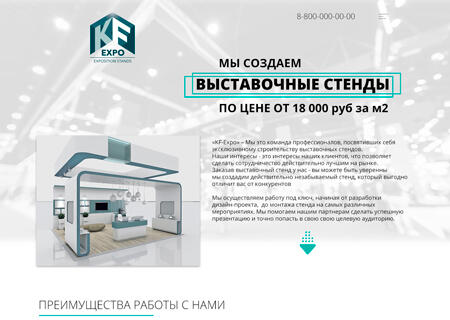 KF
EXPO
EXPOSITION STANDS
8-800-000-00-00
МЫ СОЗДАЕМ
ВЫСТАВОЧНЫЕ СТЕНДЫ
ПО ЦЕНЕ ОТ 18 000 руб за м2
«KF-Expo» – Мы это команда профессионалов, посвятивших себя
эксклюзивному строительству выставочных стендов.
Наши интересы - это интересы наших клиентов, что позволяет
сделать сотрудничество действительно лучшим на рынке.
Заказав выставочный стенд у нас - вы можете быть уверенны
мы создадим действительно незабываемый стенд, который выгодно
отличит вас от конкурентов
Мы осуществляем работу под ключ, начиная от разработки
дизайн-проекта, до монтажа стенда на самых различных
мероприятиях, Мы помогаем нашим партнерам сделать успешную
презентацию и точно попасть в свою свою целевую аудиторию.
ПРЕИМУЩЕСТВА РАБОТЫ С НАМИ